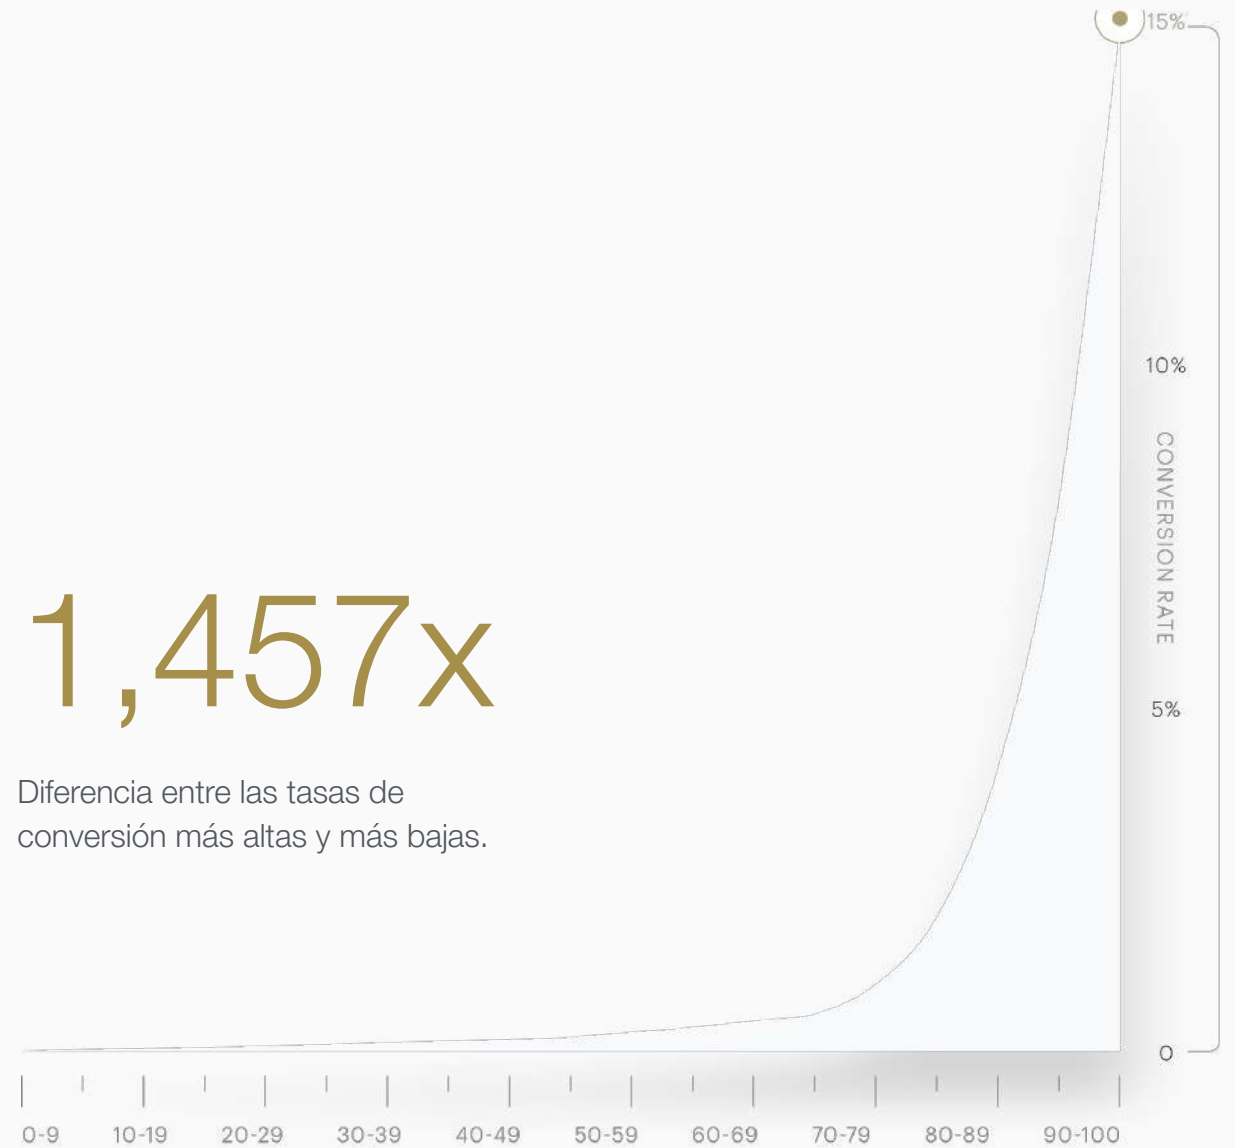 15%
10%
CONVERSION RATE
1,457x
5%
Diferencia entre las tasas de
conversión más altas y más bajas.
0
0-9 10-19 20-29 30-39 40-49 50-59 60-69 70-79 80-89 90-100